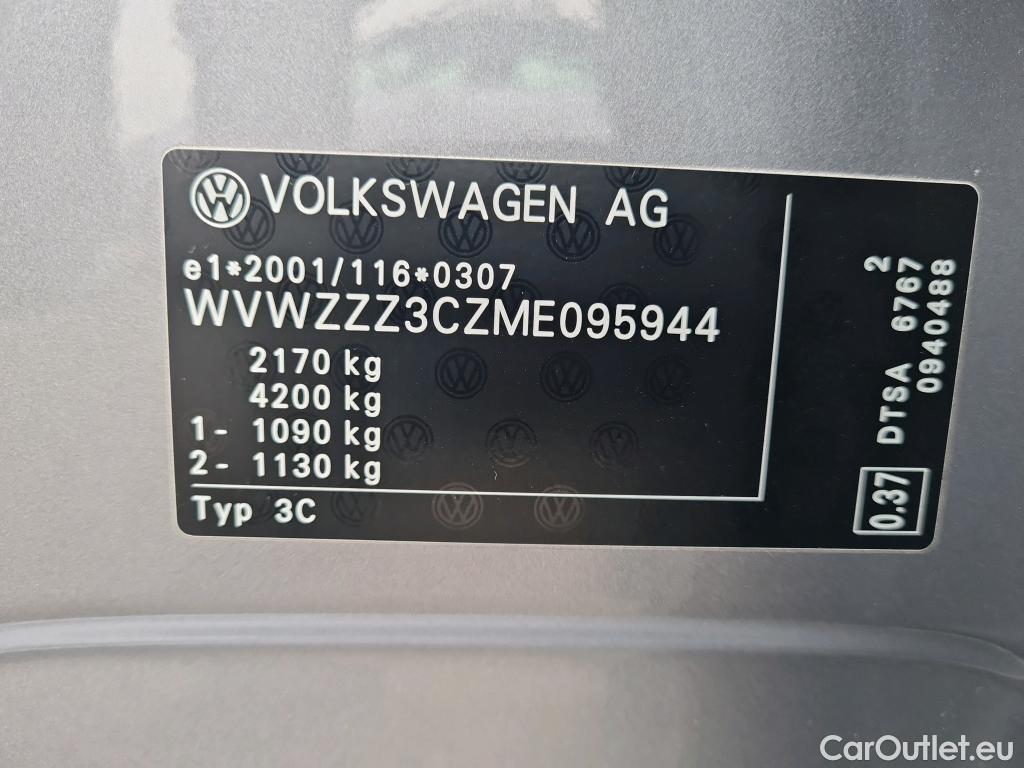 VOLKSWAGEN AG
e1*2001/116*0307
WVWZZZ3CZME095944
2170 kg
4200 kg
1- 1090 kg
2- 1130 kg
Typ 3C
2
DTSA 6767
0940488
0.37
CarOutlet.eu